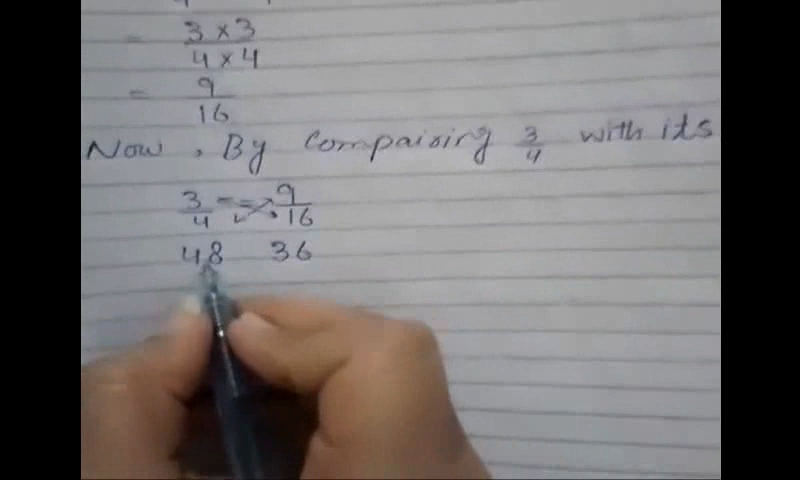 = 3 × 3 / 4 × 4
= 9 / 16
Now , By Compairing 3/4 with its
3/4 9/16
48 36